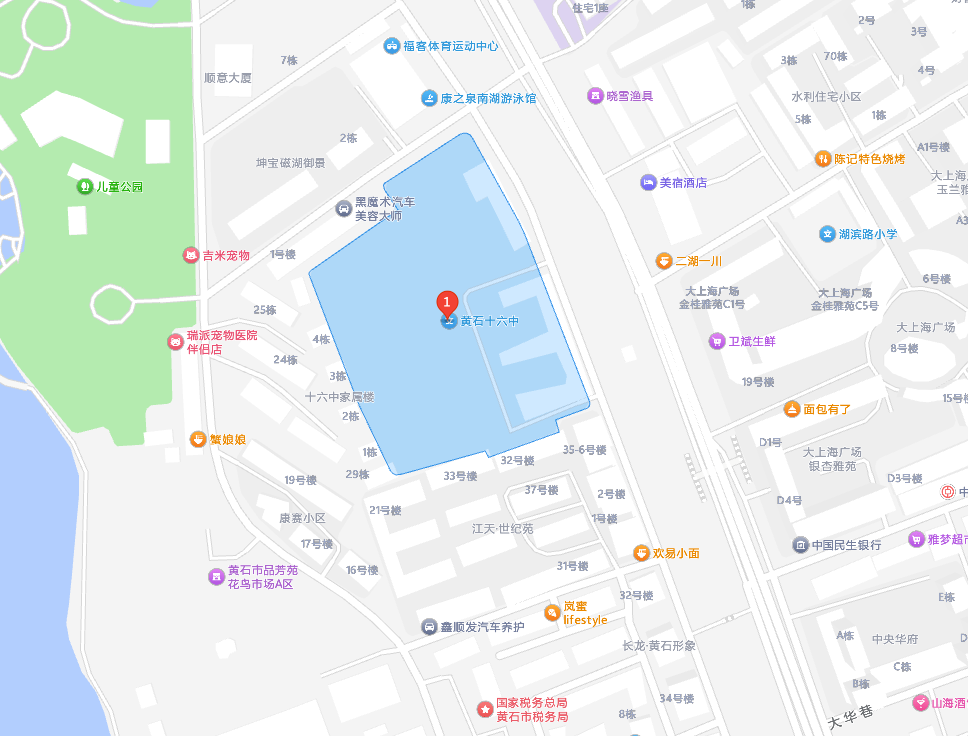 住宅1座
1栋
2号
3号
福客体育运动中心
7栋
顺意大厦
3栋
70栋
4号
康之泉南湖游泳馆
晓雪渔具
水利住宅小区
5栋
1栋
2栋
坤宝磁湖御景
A1号楼
陈记特色烧烤
大上海
玉兰雅
儿童公园
美宿酒店
黑魔术汽车
美容大师
A3
湖滨路小学
吉米宠物
1号楼
二湖一川
6号楼
大上海广场
金桂雅苑C1号
大上海广场
金桂雅苑C5号
1
黄石十六中
25栋
大上海广场
8号楼
瑞派宠物医院
伴侣店
4栋
卫斌生鲜
24栋
3栋
19号楼
十六中家属楼
15号楼
2栋
面包有了
蟹娘娘
D1号
1栋
35-6号楼
大上海广场
银杏雅苑
32号楼
29栋
33号楼
19号楼
D3号楼
37号楼
2号楼
中
D4号
21号楼
康寨小区
1号楼
江天·世纪苑
17号楼
中国民生银行
雅梦超市
欢易小面
16号楼
31号楼
黄石市品芳苑
花鸟市场A区
32号楼
E栋
岚蜜
lifestyle
鑫顺发汽车养护
A栋
中央华府
D
长龙·黄石形象
C栋
B栋
34号楼
国家税务总局
黄石市税务局
8栋
大华巷
山海酒